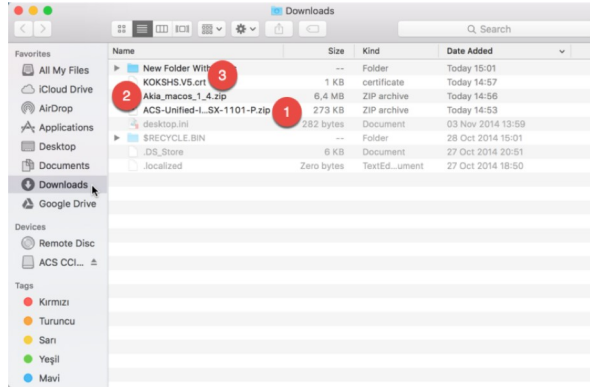 Downloads
Search
Favorites
All My Files
iCloud Drive
AirDrop
Applications
Desktop
Documents
Downloads
Google Drive
Devices
Remote Disc
ACS CCI...
Tags
Kırmızı
Turuncu
Sarı
Yeşil
Mavi
Name Size Kind Date Added
New Folder With -- Folder Today 15:01
3
KOKSHS.V5.crt 1 KB certificate Today 14:57
2
Akia_macos_1_4.zip 6,4 MB ZIP archive Today 14:56
ACS-Unified-I...SX-1101-P.zip 1 273 KB ZIP archive Today 13:53
desktop.ini 282 bytes Document 03 Nov 2014 13:59
$RECYCLE.BIN -- Folder 28 Oct 2014 15:01
.DS_Store 6 KB Document 27 Oct 2014 20:51
.localized Zero bytes TextEd...ument 27 Oct 2014 18:50